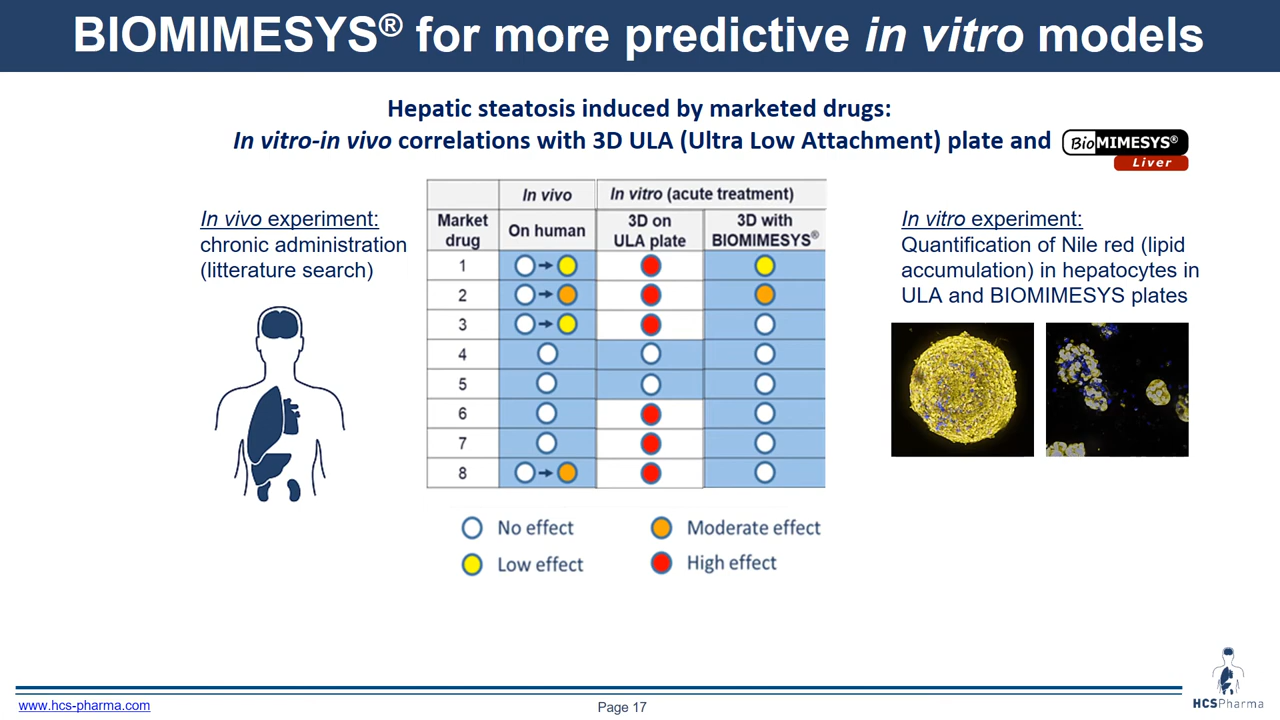 BIOMIMESYS® for more predictive in vitro models
Hepatic steatosis induced by marketed drugs:
In vitro-in vivo correlations with 3D ULA (Ultra Low Attachment) plate and
BioMIMESYS®
Liver
In vivo experiment:
chronic administration
(litterature search)
In vivo
In vitro (acute treatment)
Market drug
On human
3D on ULA plate
3D with BIOMIMESYS®
1
2
3
4
5
6
7
8
No effect
Moderate effect
Low effect
High effect
In vitro experiment:
Quantification of Nile red (lipid
accumulation) in hepatocytes in
ULA and BIOMIMESYS plates
www.hcs-pharma.com
Page 17
HCSPharma